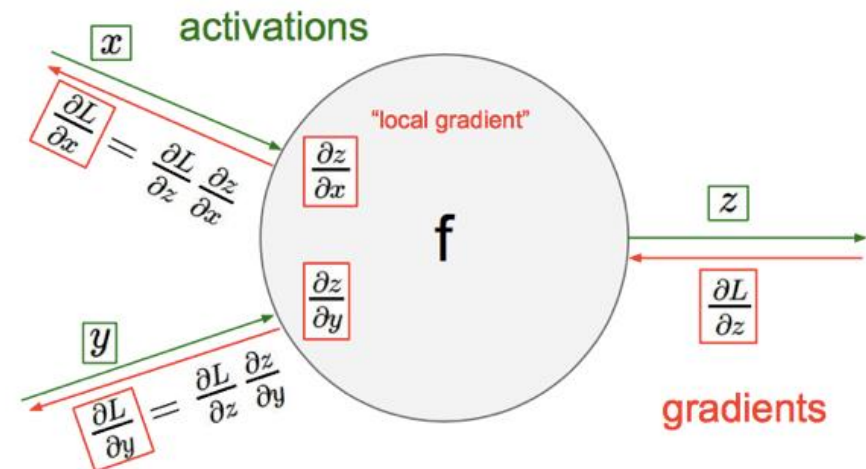 activations
x
∂L/∂x = ∂L/∂z ∂z/∂x
"local gradient"
∂z/∂x
f
z
∂z/∂y
∂L/∂z
y
∂L/∂y = ∂L/∂z ∂z/∂y
gradients